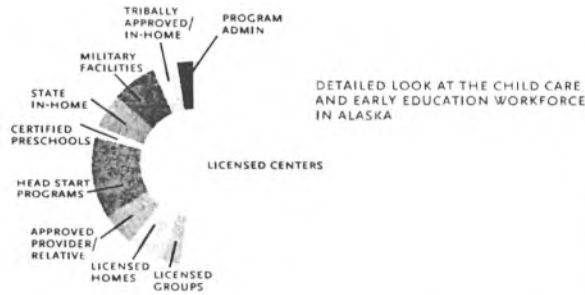 TRIBALLY
APPROVED/
IN-HOME
PROGRAM
ADMIN
MILITARY
FACILITIES
STATE
IN-HOME
CERTIFIED
PRESCHOOLS
HEAD START
PROGRAMS
APPROVED
PROVIDER/
RELATIVE
LICENSED
HOMES
LICENSED
GROUPS
LICENSED CENTERS
DETAILED LOOK AT THE CHILD CARE
AND EARLY EDUCATION WORKFORCE
IN ALASKA